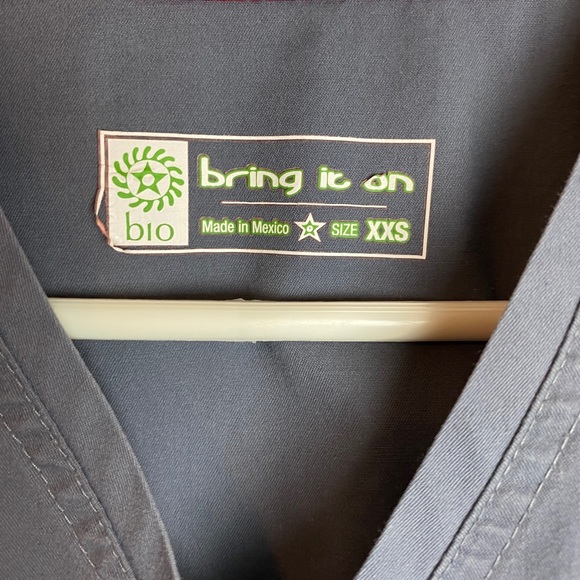 bring it on
bio
Made in Mexico SIZE XXS